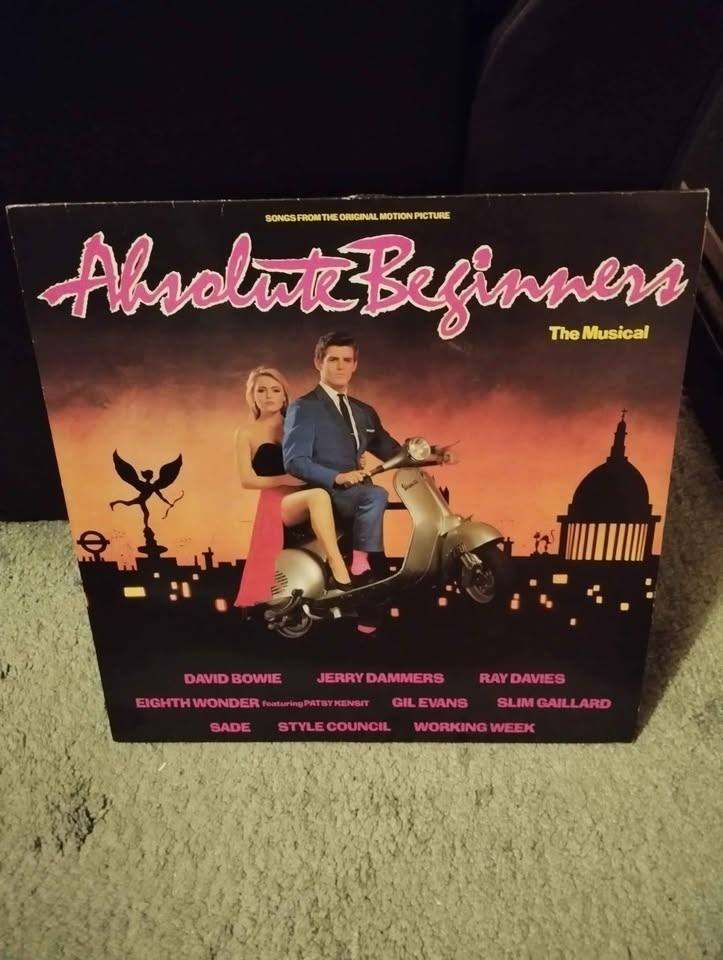 SONGS FROM THE ORIGINAL MOTION PICTURE
Absolute Beginners
The Musical
DAVID BOWIE JERRY DAMMERS RAY DAVIES
EIGHTH WONDER featuring PATSY KENSIT GIL EVANS SLIM GAILLARD
SADE STYLE COUNCIL WORKING WEEK